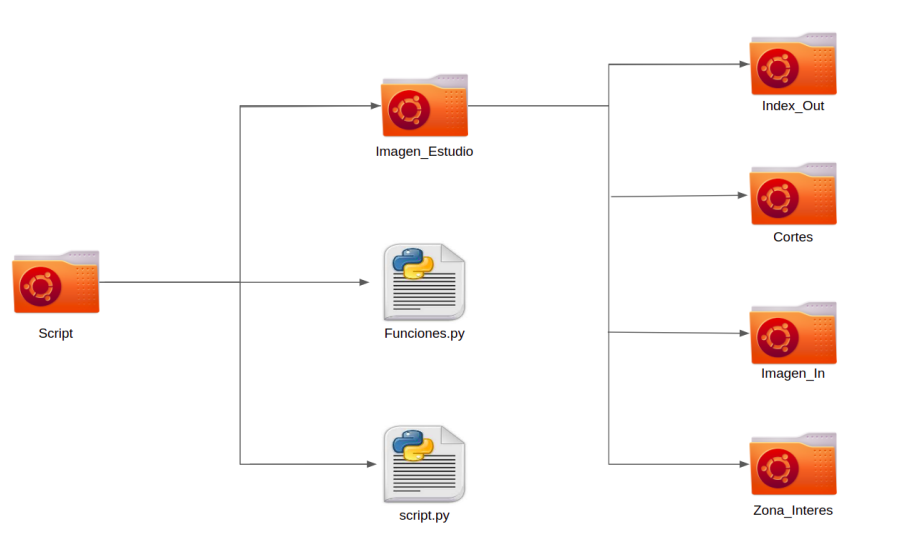 Index_Out
Imagen_Estudio
Cortes
Script
Funciones.py
Imagen_In
script.py
Zona_Interes